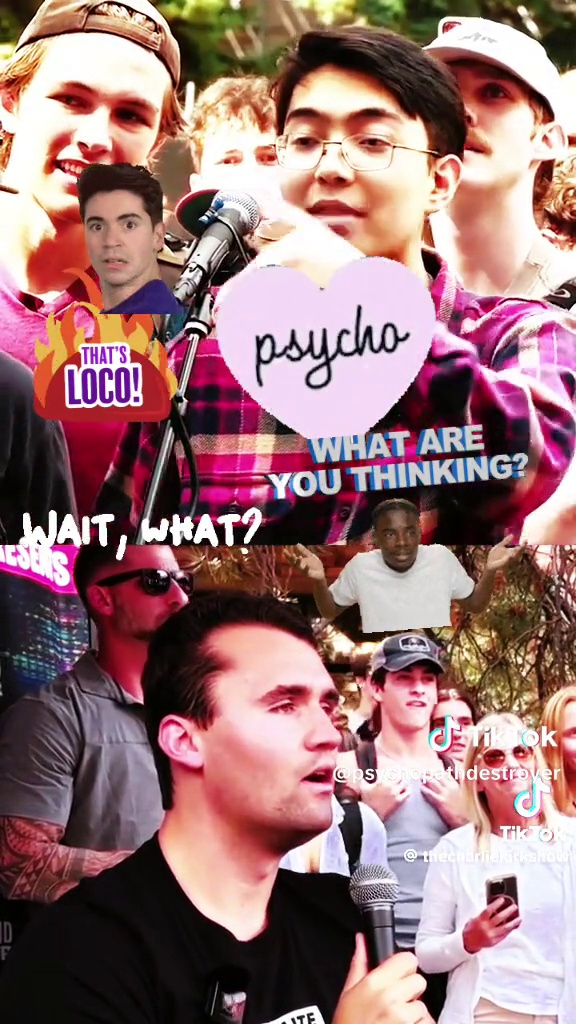 psycho
THAT'S
LOCO!
WHAT ARE
YOU THINKING?
WAIT, WHAT?
TikTok
@psychopathdestroyer
TikTok
@thecharliekirkshow